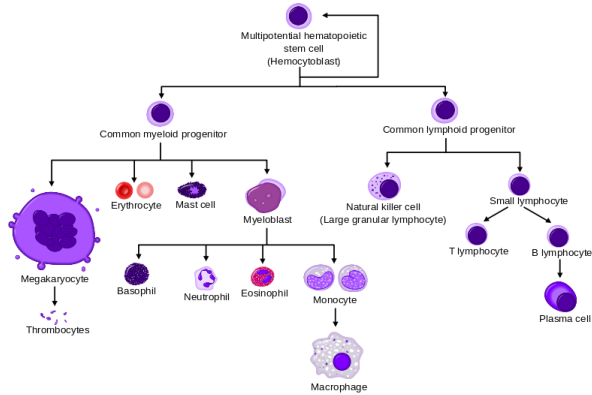 Multipotential hematopoietic
stem cell
(Hemocytoblast)
Common myeloid progenitor
Common lymphoid progenitor
Erythrocyte
Mast cell
Myeloblast
Natural killer cell
(Large granular lymphocyte)
Small lymphocyte
T lymphocyte
B lymphocyte
Megakaryocyte
Basophil
Neutrophil
Eosinophil
Monocyte
Plasma cell
Thrombocytes
Macrophage